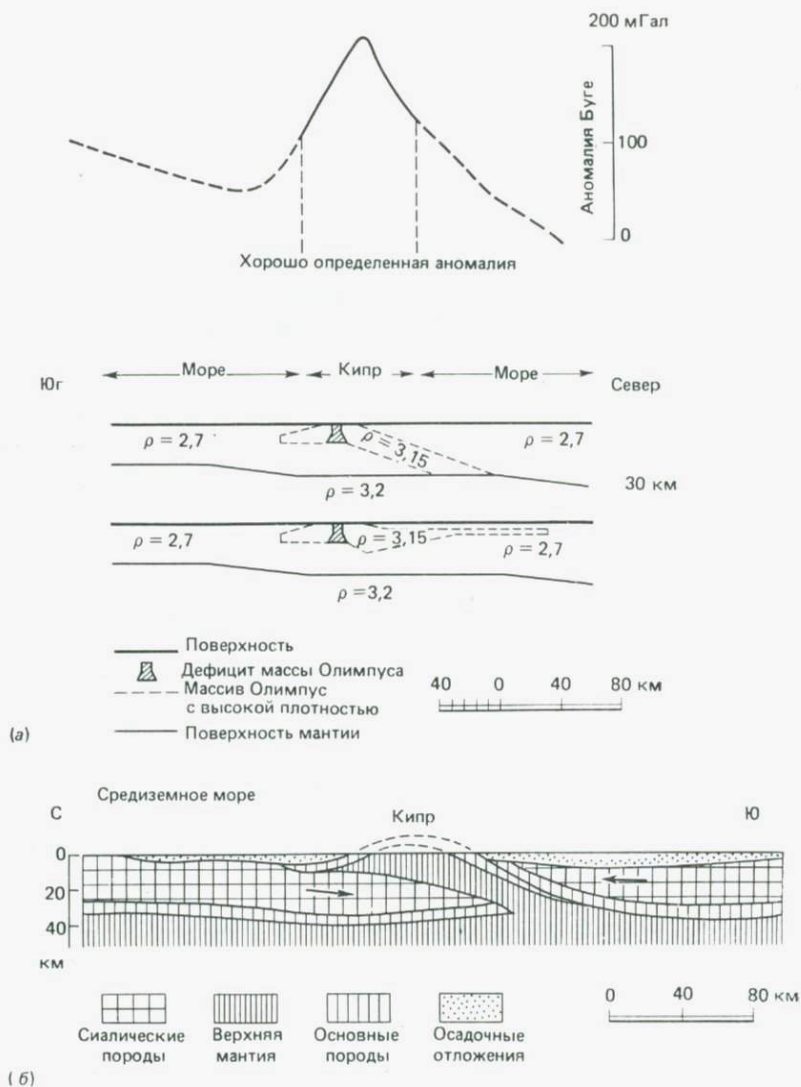 200 мГал
Аномалия Буге
100
0
Хорошо определенная аномалия
Море
Кипр
Море
Юг
Север
ρ = 2,7
ρ = 3,15
ρ = 2,7
30 км
ρ = 3,2
ρ = 2,7
ρ = 3,15
ρ = 2,7
ρ = 3,2
Поверхность
Дефицит массы Олимпуса
Массив Олимпус
с высокой плотностью
Поверхность мантии
40 0 40 80 км
(а)
Средиземное море
С
Кипр
Ю
0
20
40
км
Сиалические
породы
Верхняя
мантия
Основные
породы
Осадочные
отложения
0 40 80 км
(б)